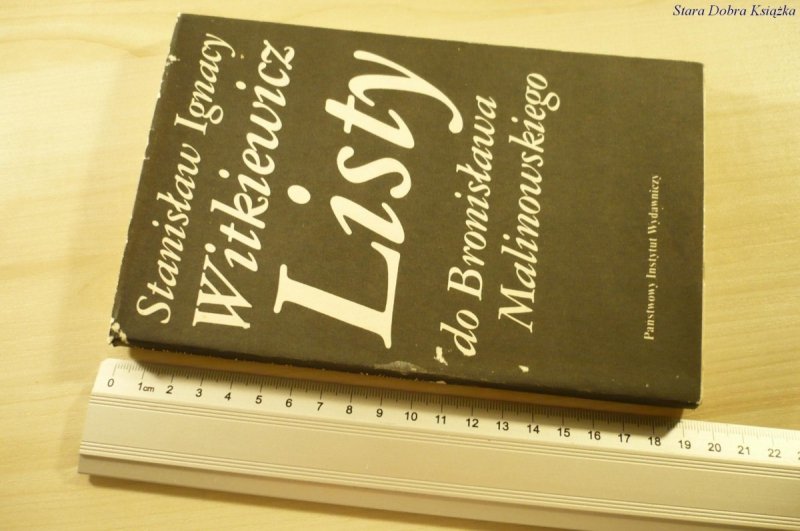 Stara Dobra Książka
Stanisław Ignacy
Witkiewicz
Listy
do Bronisława
Malinowskiego
Państwowy Instytut Wydawniczy
0 1cm 2 3 4 5 6 7 8 9 10 11 12 13 14 15 16 17 18 19 20 21 22